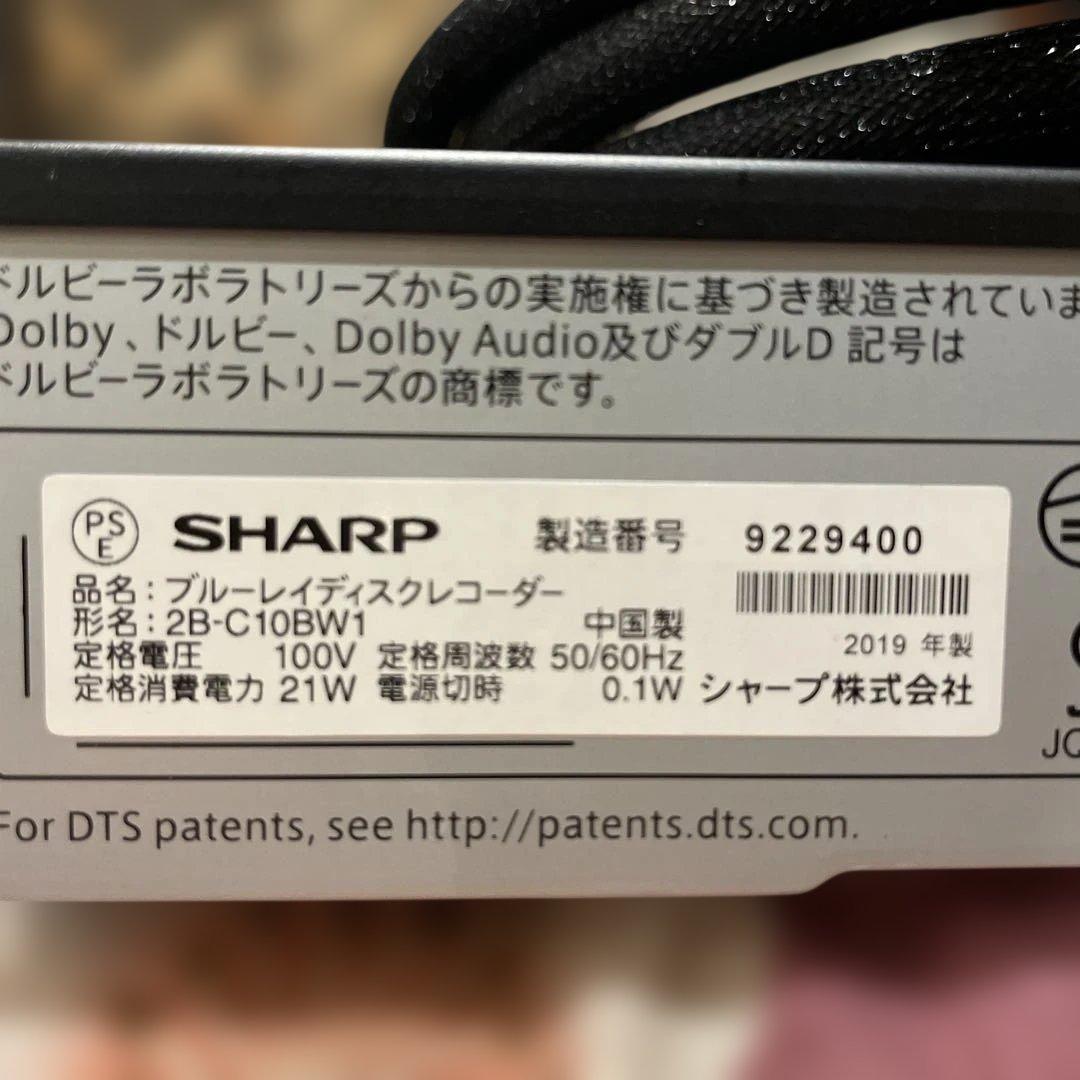 ドルビーラボラトリーズからの実施権に基づき製造されていま
Dolby、ドルビー、Dolby Audio及びダブルD 記号は
ドルビーラボラトリーズの商標です。
PS
E
SHARP 製造番号 9229400
品名：ブルーレイディスクレコーダー
形名：2B-C10BW1 中国製
2019 年製
定格電圧 100V 定格周波数 50/60Hz
定格消費電力 21W 電源切時 0.1W シャープ株式会社
JQ
For DTS patents, see http://patents.dts.com.